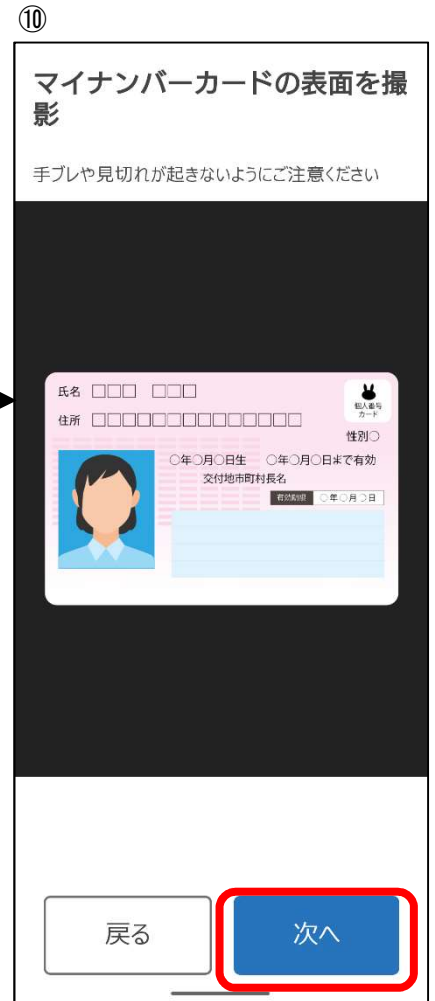 ⑩
マイナンバーカードの表面を撮
影
手ブレや見切れが起きないようにご注意ください
氏名 □□□ □□□
個人番号
カード
住所 □□□□□□□□□□□□□□
性別○
○年○月○日生 ○年○月○日まで有効
交付地市町村長名
有効期限 ○年○月○日
戻る
次へ